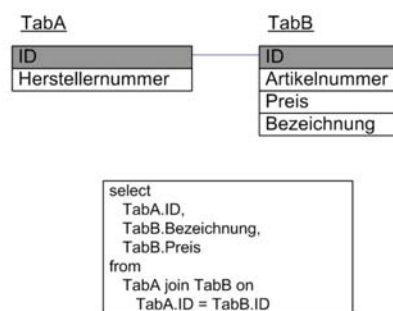 TabA
ID
Herstellernummer
TabB
ID
Artikelnummer
Preis
Bezeichnung
select
TabA.ID,
TabB.Bezeichnung,
TabB.Preis
from
TabA join TabB on
TabA.ID = TabB.ID